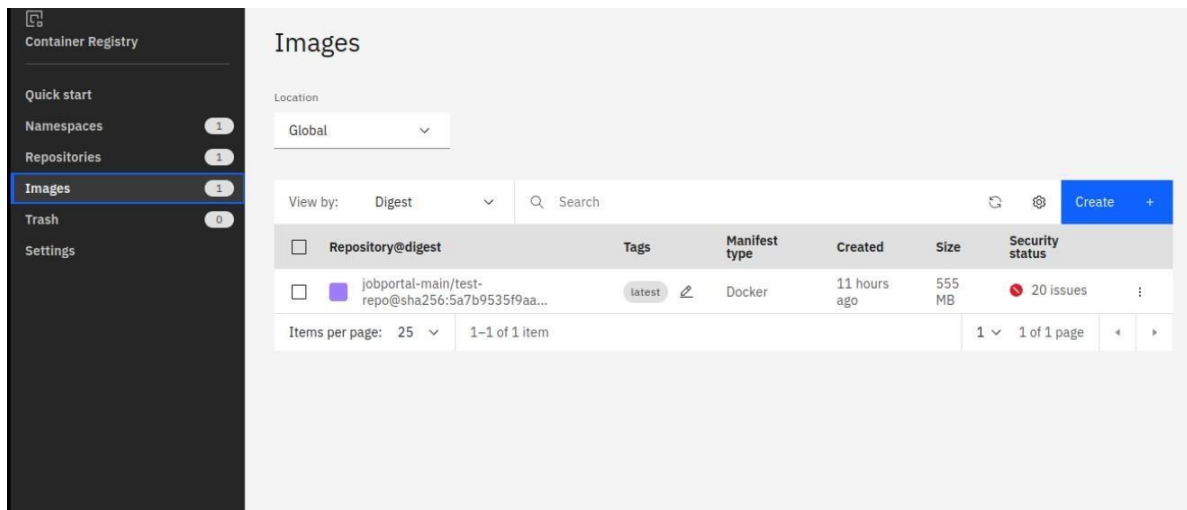 Container Registry
Quick start
Namespaces 1
Repositories 1
Images 1
Trash 0
Settings
Images
Location
Global
View by: Digest Search Create +
Repository@digest Tags Manifest type Created Size Security status
jobportal-main/test-
repo@sha256:5a7b9535f9aa... latest Docker 11 hours ago 555 MB 20 issues
Items per page: 25 1–1 of 1 item 1 1 of 1 page